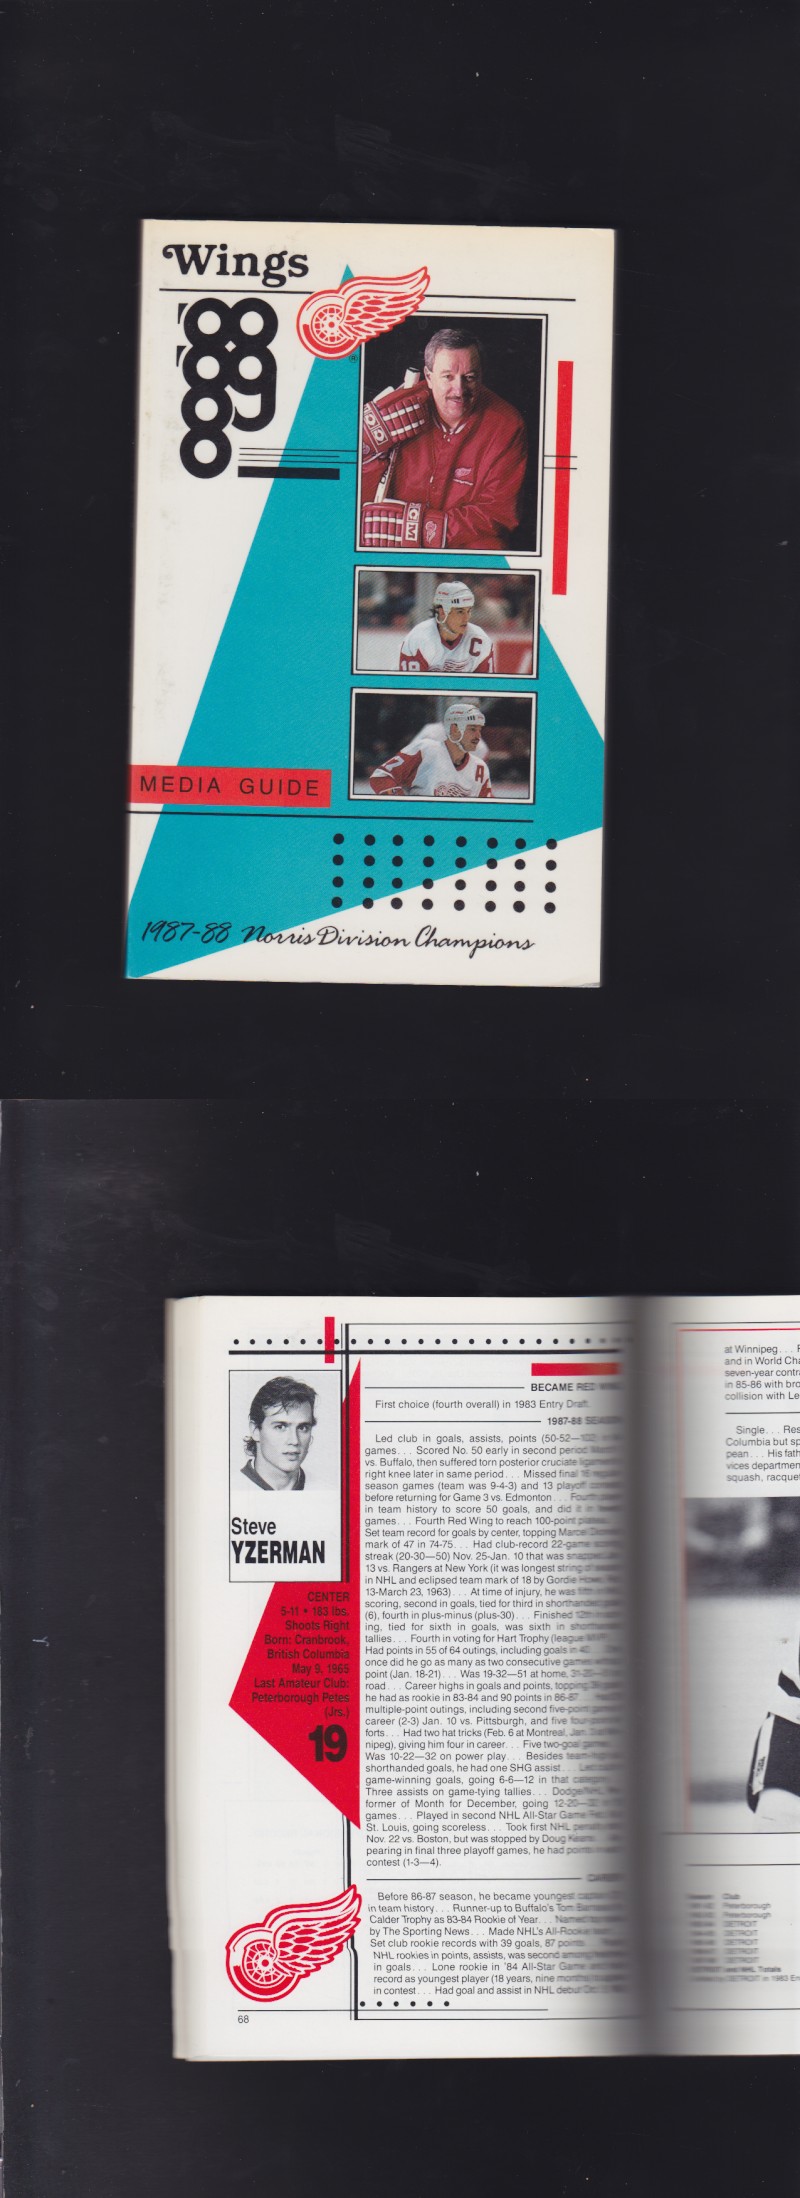 Wings
'88
'89
MEDIA GUIDE
1987-88 Norris Division Champions
C
A
Steve
YZERMAN
CENTER
5-11 • 183 lbs.
Shoots Right
Born: Cranbrook,
British Columbia
May 9, 1965
Last Amateur Club:
Peterborough Petes
(Jrs.)
19
BECAME RED
First choice (fourth overall) in 1983 Entry Draft.
1987-88
Led club in goals, assists, points (50-52—102)
games. . . Scored No. 50 early in second period
vs. Buffalo, then suffered torn posterior cruciate
right knee later in same period. . . Missed final 16
season games (team was 9-4-3) and 13 playoff
before returning for Game 3 vs. Edmonton. . .
in team history to score 50 goals, and did it
games. . . Fourth Red Wing to reach 100-point
Set team record for goals by center, topping Marcel
mark of 47 in 74-75. . . Had club-record 22-game
streak (20-30—50) Nov. 25-Jan. 10 that was
13 vs. Rangers at New York (it was longest string
in NHL and eclipsed team mark of 18 by Gordie
13-March 23, 1963). . . At time of injury, he was
scoring, second in goals, tied for third in shorthanded
(6), fourth in plus-minus (plus-30). . . Finished
ing, tied for sixth in goals, was sixth in
tallies. . . Fourth in voting for Hart Trophy (league
Had points in 55 of 64 outings, including goals in
once did he go as many as two consecutive games
point (Jan. 18-21). . . Was 19-32—51 at home,
road. . . Career highs in goals and points, topping
he had as rookie in 83-84 and 90 points in 86-87
multiple-point outings, including second five-point
career (2-3) Jan. 10 vs. Pittsburgh, and five
forts. . . Had two hat tricks (Feb. 6 at Montreal, Jan.
nipeg), giving him four in career. . . Five two-goal
Was 10-22—32 on power play. . . Besides
shorthanded goals, he had one SHG assist. . .
game-winning goals, going 6-6—12 in that
Three assists on game-tying tallies. . .
former of Month for December, going 12-20—
games. . . Played in second NHL All-Star Game
St. Louis, going scoreless. . . Took first NHL
Nov. 22 vs. Boston, but was stopped by Doug
pearing in final three playoff games, he had points
contest (1-3—4).
Before 86-87 season, he became youngest
in team history. . . Runner-up to Buffalo's Tom
Calder Trophy as 83-84 Rookie of Year. . .
by The Sporting News. . . Made NHL's All-Rookie
Set club rookie records with 39 goals, 87 points
NHL rookies in points, assists, was second
in goals. . . Lone rookie in '84 All-Star Game
record as youngest player (18 years, nine months)
in contest. . . Had goal and assist in NHL debut
68
at Winnipeg. . .
and in World
seven-year
in 85-86 with
collision with
Single. . .
Columbia but
pean. . . His
vices
squash,
Club
Peterborough
Peterborough
DETROIT
DETROIT
DETROIT
DETROIT
DETROIT